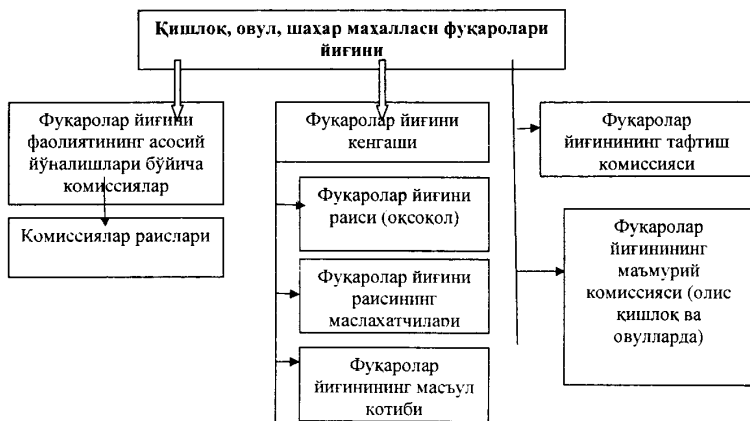 Қишлоқ, овул, шаҳар маҳалласи фуқаролари
йиғини
Фуқаролар йиғини
фаолиятининг асосий
йўналишлари бўйича
комиссиялар
Комиссиялар раислари
Фуқаролар йиғини
кенгаши
Фуқаролар йиғини
раиси (оқсоқол)
Фуқаролар йиғини
раисининг
маслаҳатчилари
Фуқаролар
йиғинининг масъул
котиби
Фуқаролар
йиғинининг тафтиш
комиссияси
Фуқаролар
йиғинининг
маъмурий
комиссияси (олис
қишлоқ ва
овулларда)